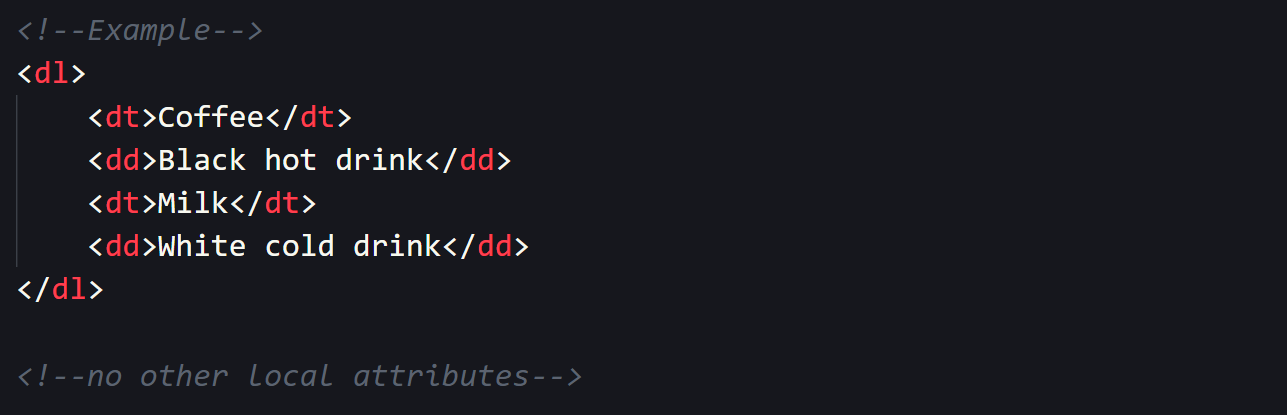 <!--Example-->
<dl>
    <dt>Coffee</dt>
    <dd>Black hot drink</dd>
    <dt>Milk</dt>
    <dd>White cold drink</dd>
</dl>
<!--no other local attributes-->